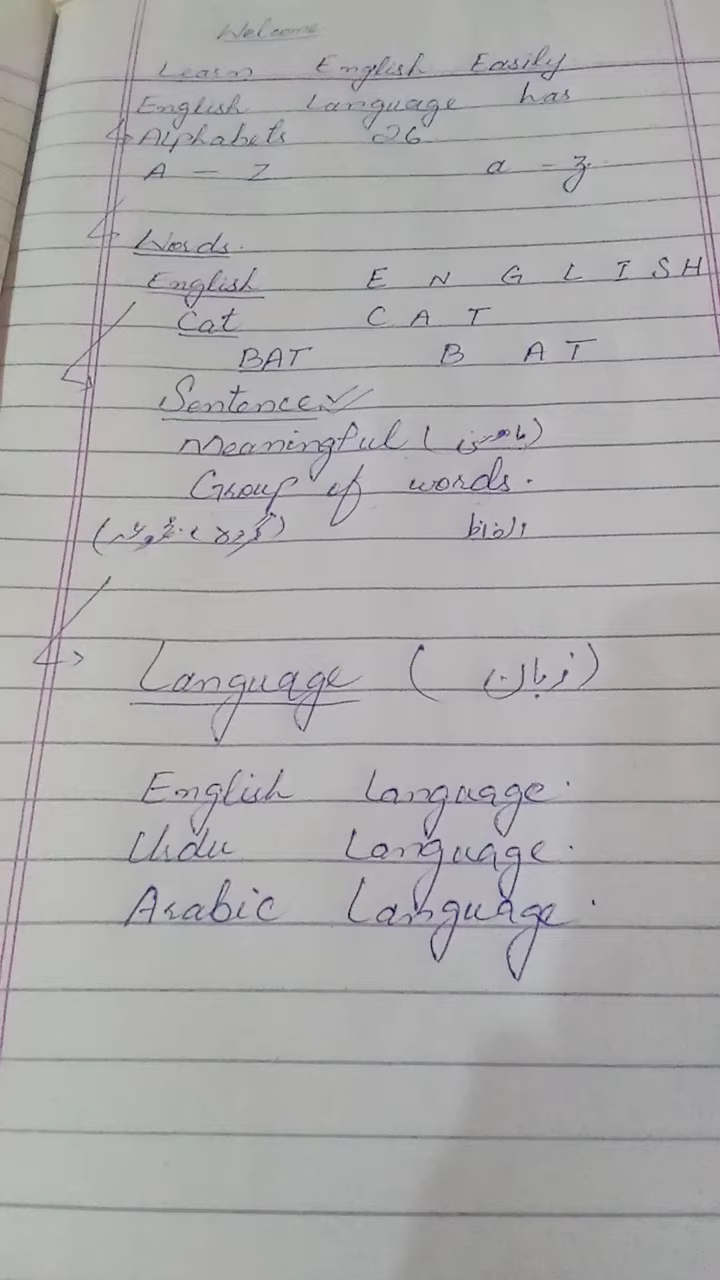 Welcome
Learn English Easily
English Language has
Alphabets 26
A - Z a - z
Words.
English E N G L I S H
Cat C A T
BAT B A T
Sentence
Meaningful (بامعنی)
Group of words.
(گروہ الفاظ
Language (زبان)
English Language.
Urdu Language.
Arabic Language.